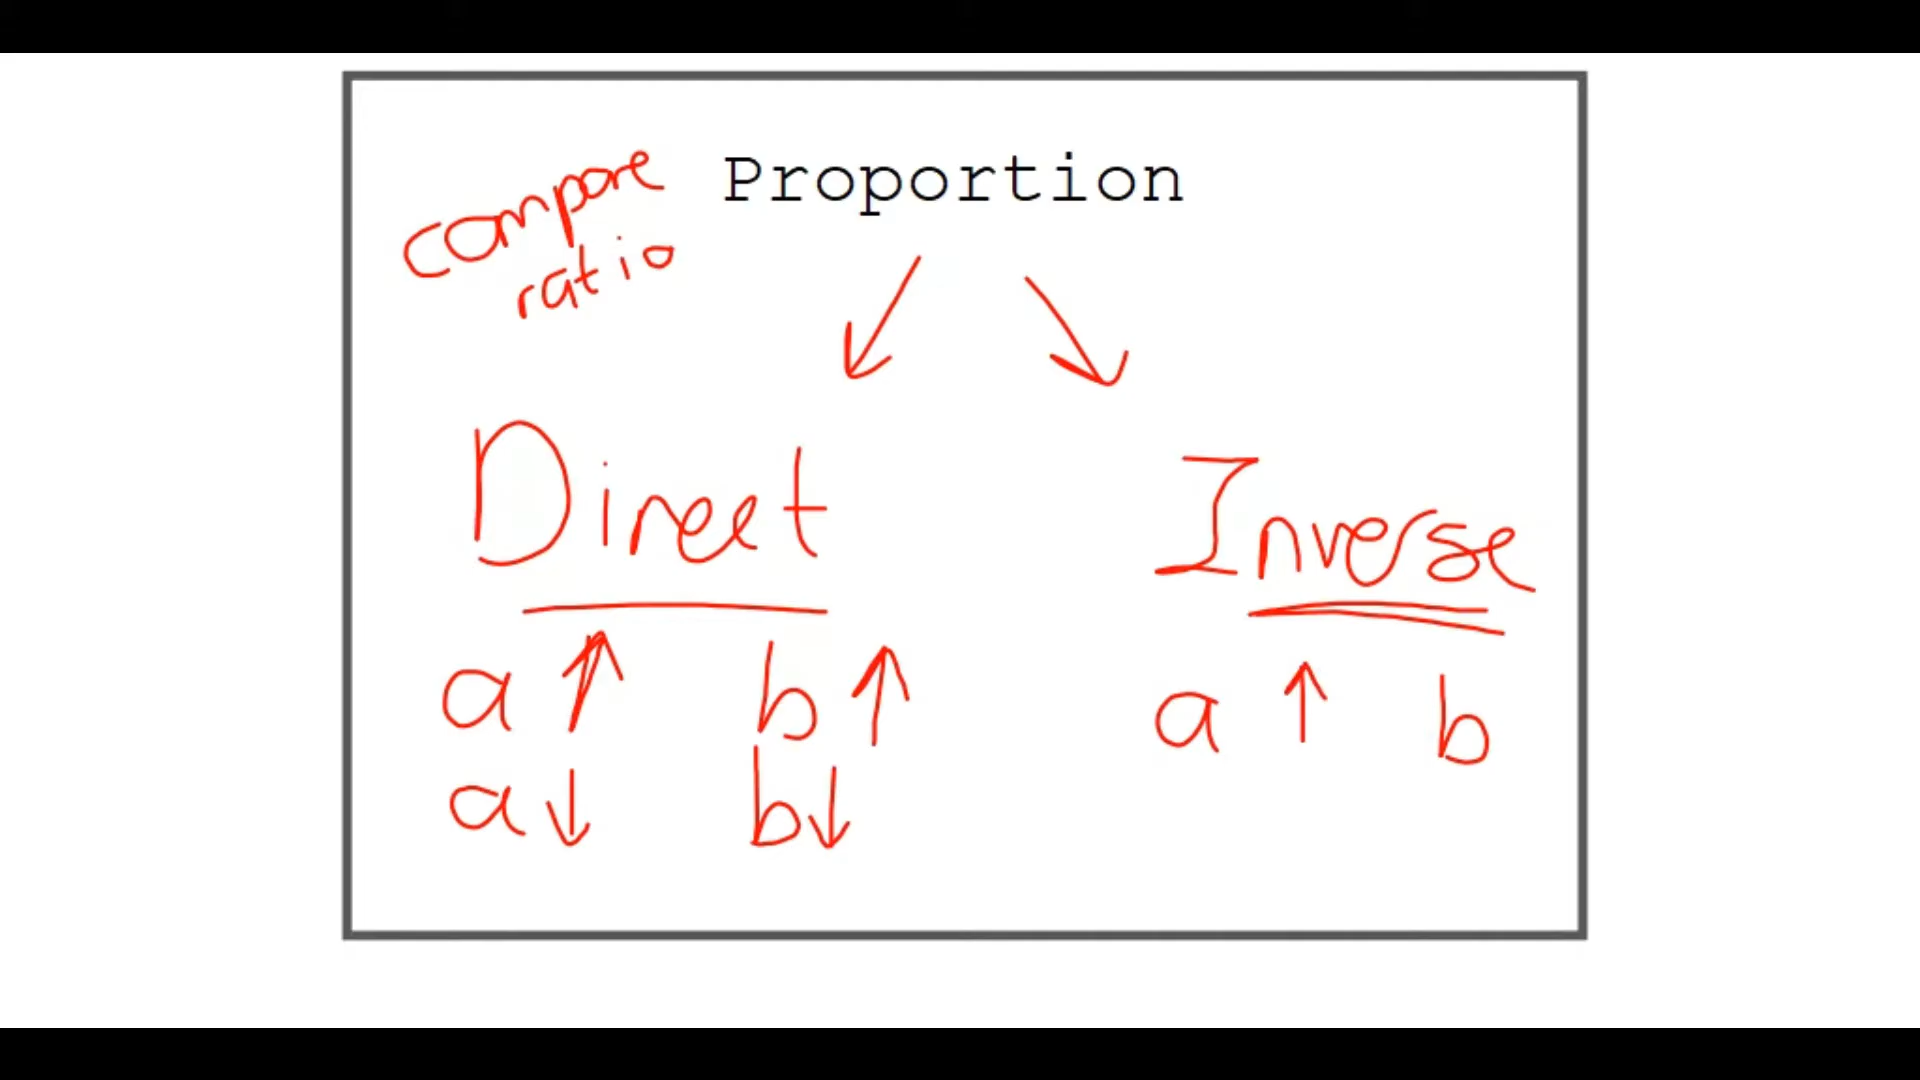 Proportion
compare
ratio
Direct
Inverse
a ↑ b ↑
a ↓ b ↓
a ↑ b